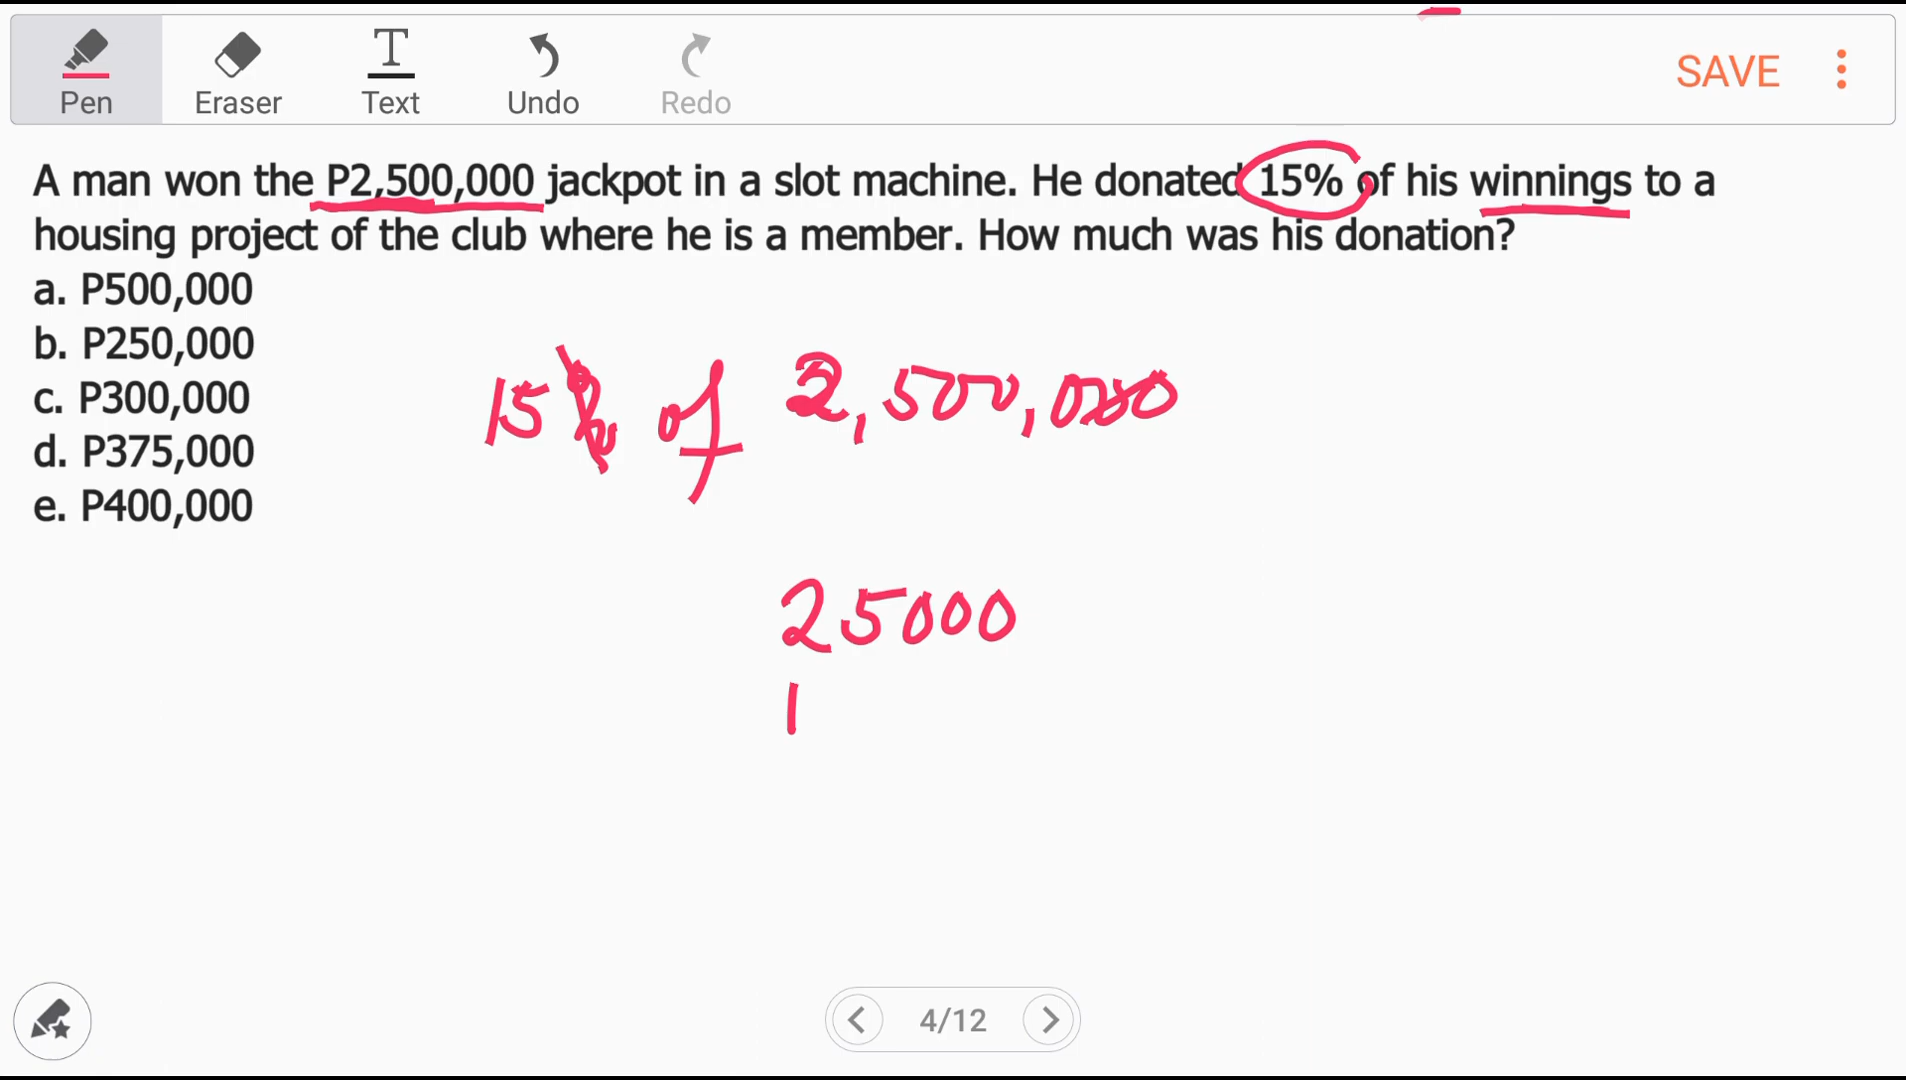 Pen Eraser Text Undo Redo SAVE
A man won the P2,500,000 jackpot in a slot machine. He donated 15% of his winnings to a
housing project of the club where he is a member. How much was his donation?
a. P500,000
b. P250,000
c. P300,000
d. P375,000
e. P400,000
15% of 2,500,000
25000
1
4/12